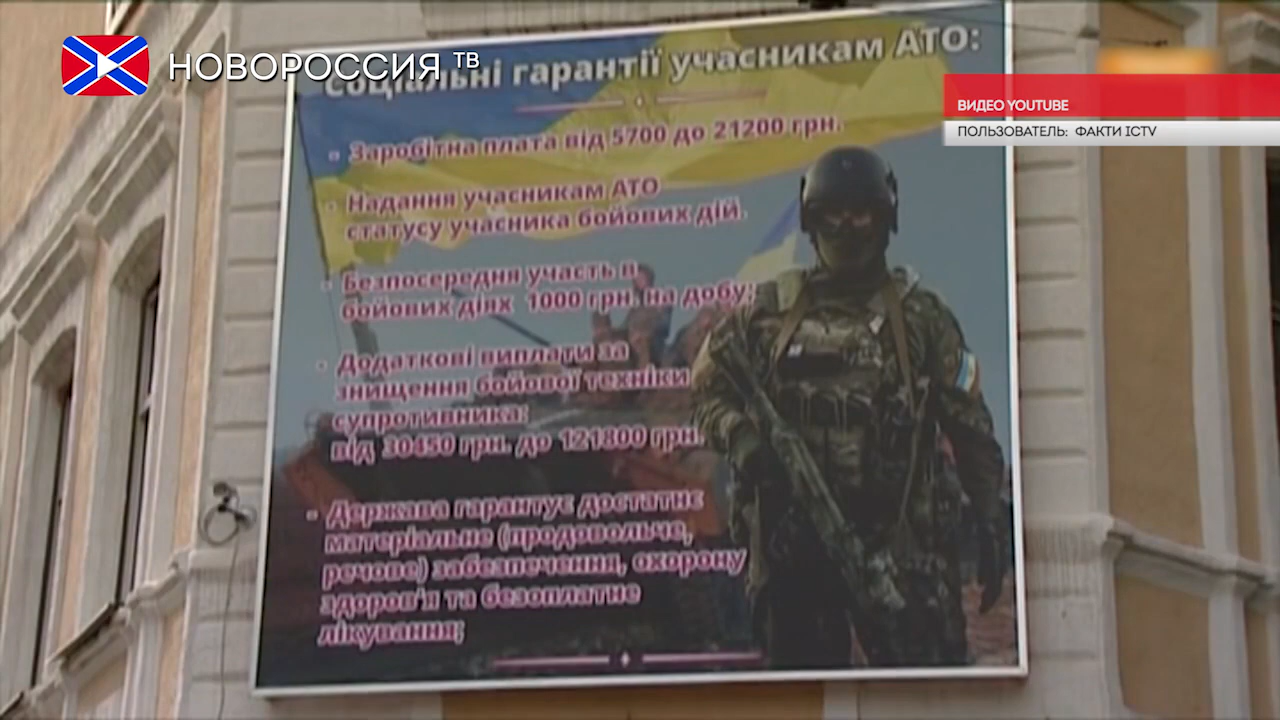 НОВОРОССИЯ ТВ
ВИДЕО YOUTUBE
ПОЛЬЗОВАТЕЛЬ: ФАКТИ ICTV
Соціальні гарантії учасникам АТО:
- Заробітна плата від 5700 до 21200 грн.
- Надання учасникам АТО
статусу учасника бойових дій.
- Безпосередня участь в
бойових діях 1000 грн. на добу;
- Додаткові виплати за
знищення бойової техніки
супротивника:
від 30450 грн. до 121800 грн.
- Держава гарантує достатнє
матеріальне (продовольче,
речове) забезпечення, охорону
здоров'я та безоплатне
лікування;